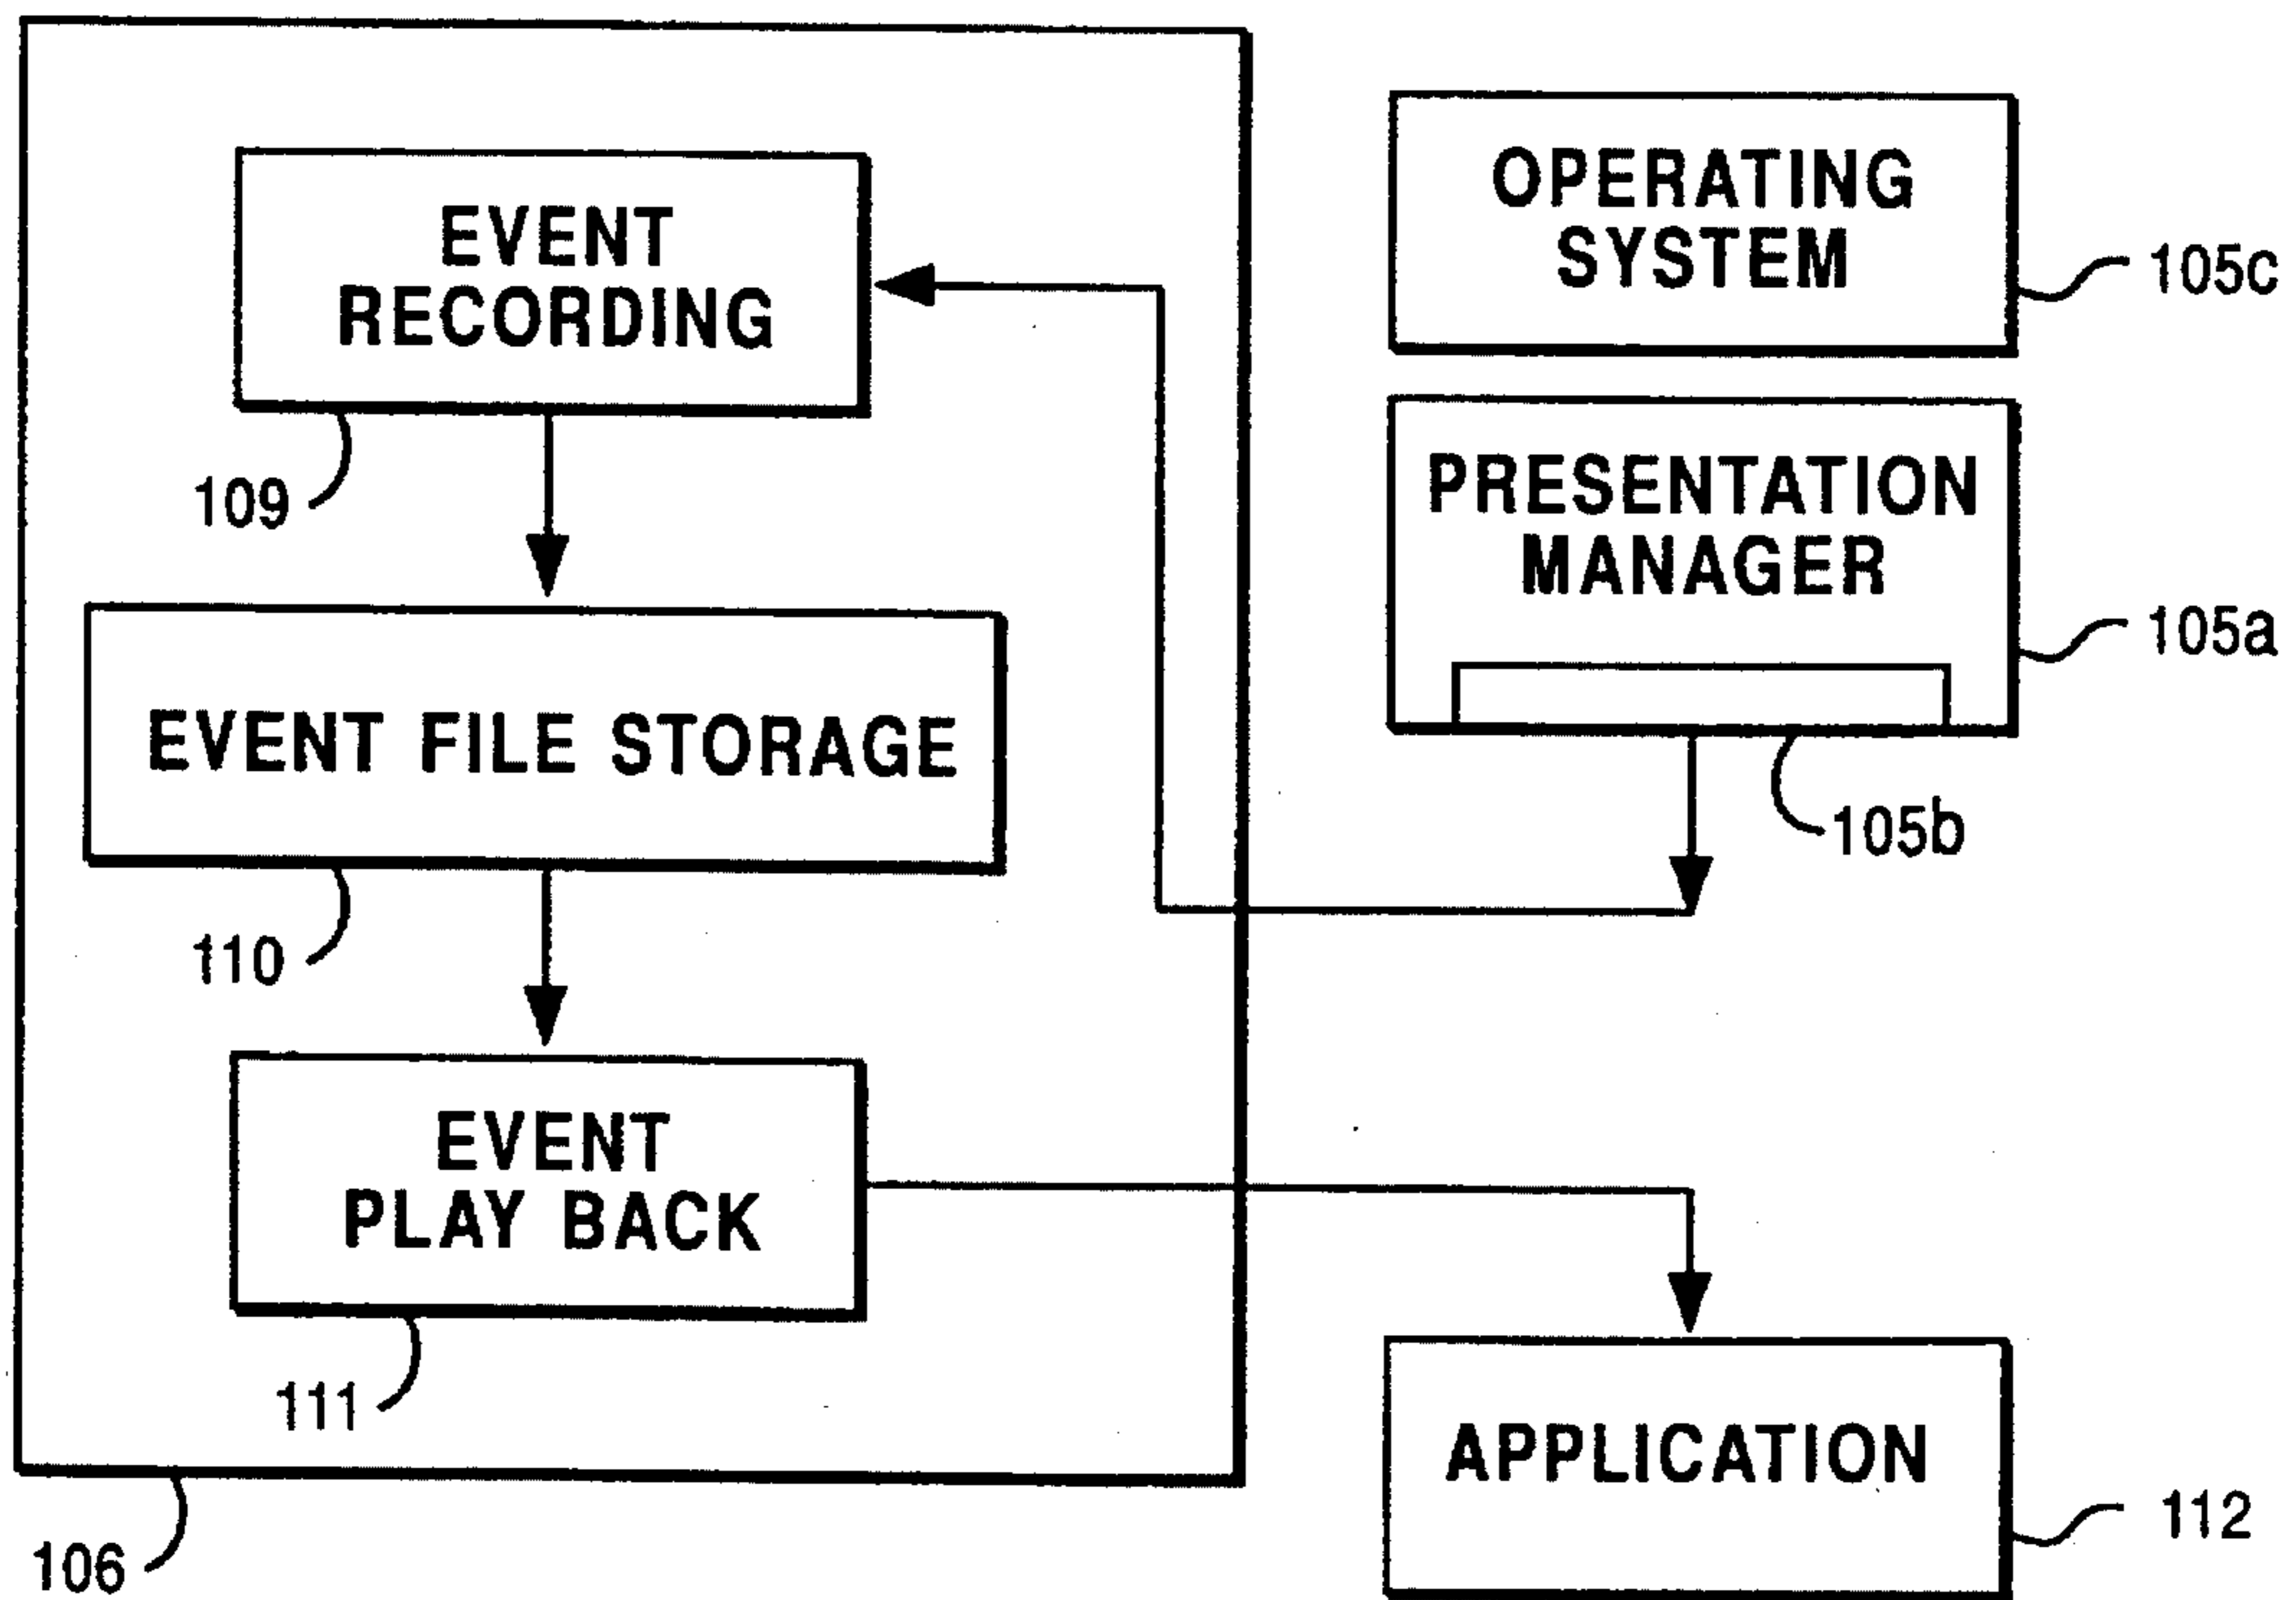 EVENT
RECORDING
109
EVENT FILE STORAGE
110
EVENT
PLAY BACK
111
106
OPERATING
SYSTEM
105c
PRESENTATION
MANAGER
105a
105b
APPLICATION
112